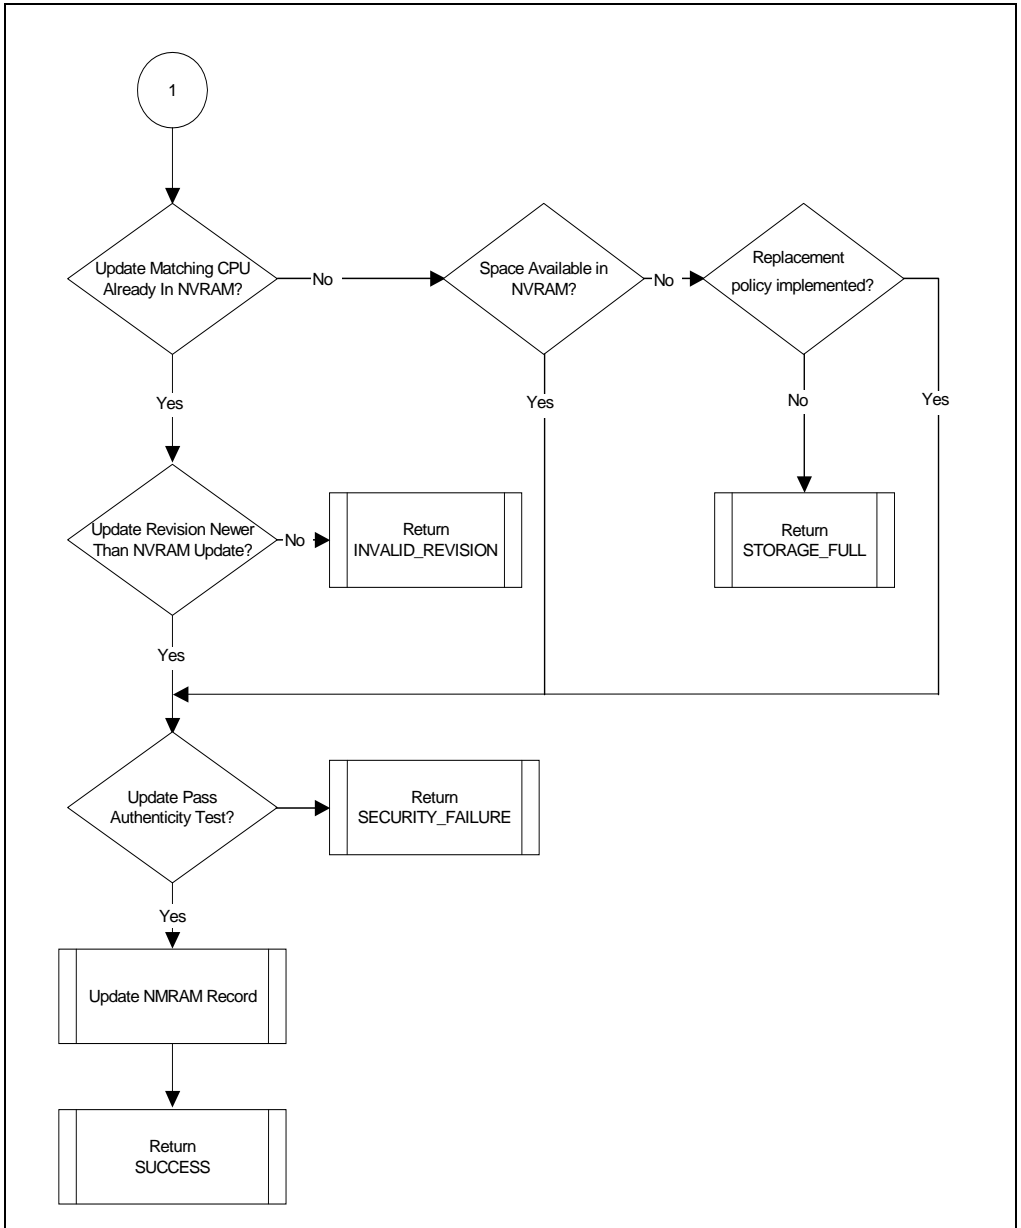 1
Update Matching CPU
Already In NVRAM?
No
Space Available in
NVRAM?
No
Replacement
policy implemented?
Yes
Yes
No
Yes
Update Revision Newer
Than NVRAM Update?
No
Return
INVALID_REVISION
Return
STORAGE_FULL
Yes
Update Pass
Authenticity Test?
Return
SECURITY_FAILURE
Yes
Update NMRAM Record
Return
SUCCESS